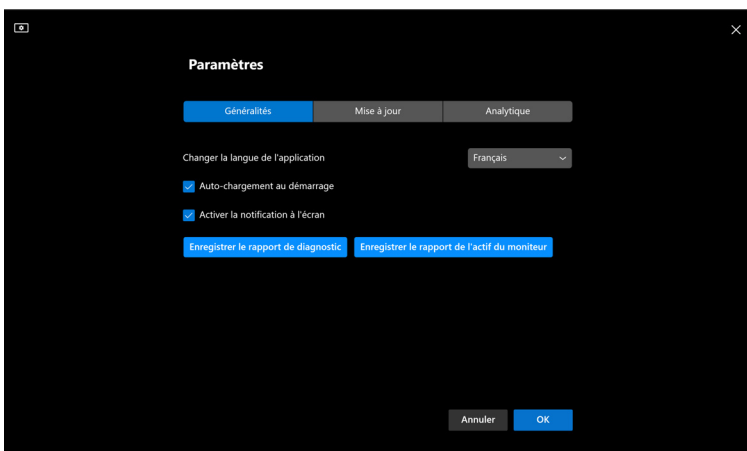 Paramètres
Généralités
Mise à jour
Analytique
Changer la langue de l'application
Français
Auto-chargement au démarrage
Activer la notification à l'écran
Enregistrer le rapport de diagnostic
Enregistrer le rapport de l'actif du moniteur
Annuler
OK